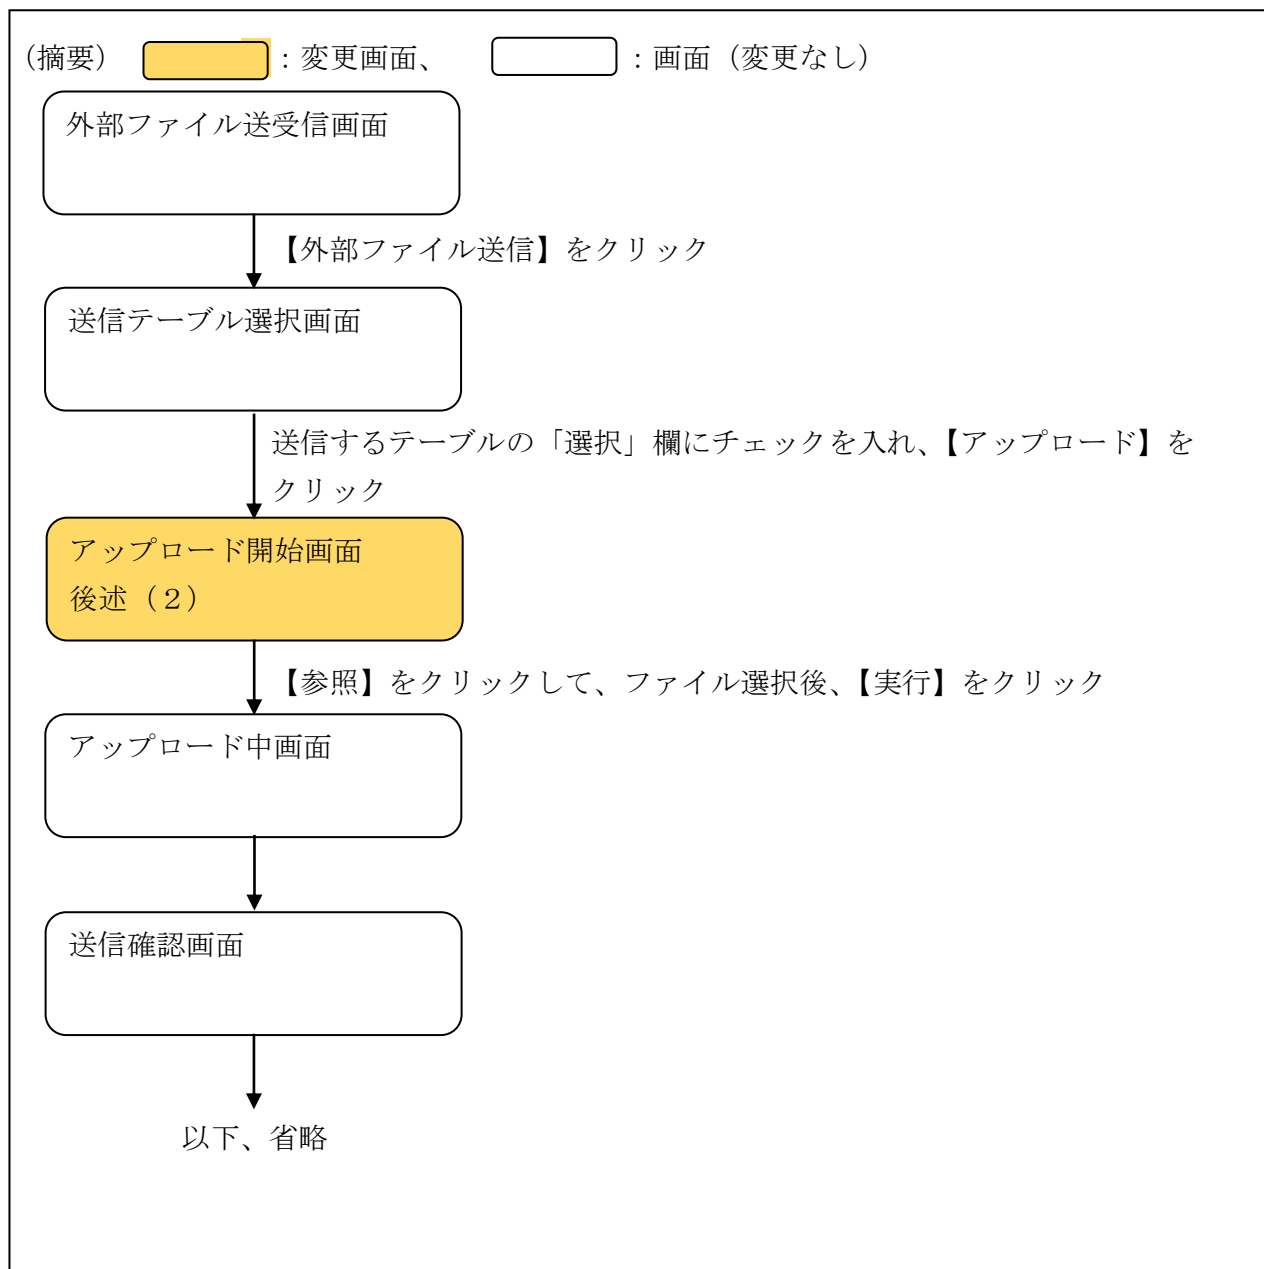 （摘要） ：変更画面、 ：画面（変更なし）
外部ファイル送受信画面
【外部ファイル送信】をクリック
送信テーブル選択画面
送信するテーブルの「選択」欄にチェックを入れ、【アップロード】を
クリック
アップロード開始画面
後述（２）
【参照】をクリックして、ファイル選択後、【実行】をクリック
アップロード中画面
送信確認画面
以下、省略